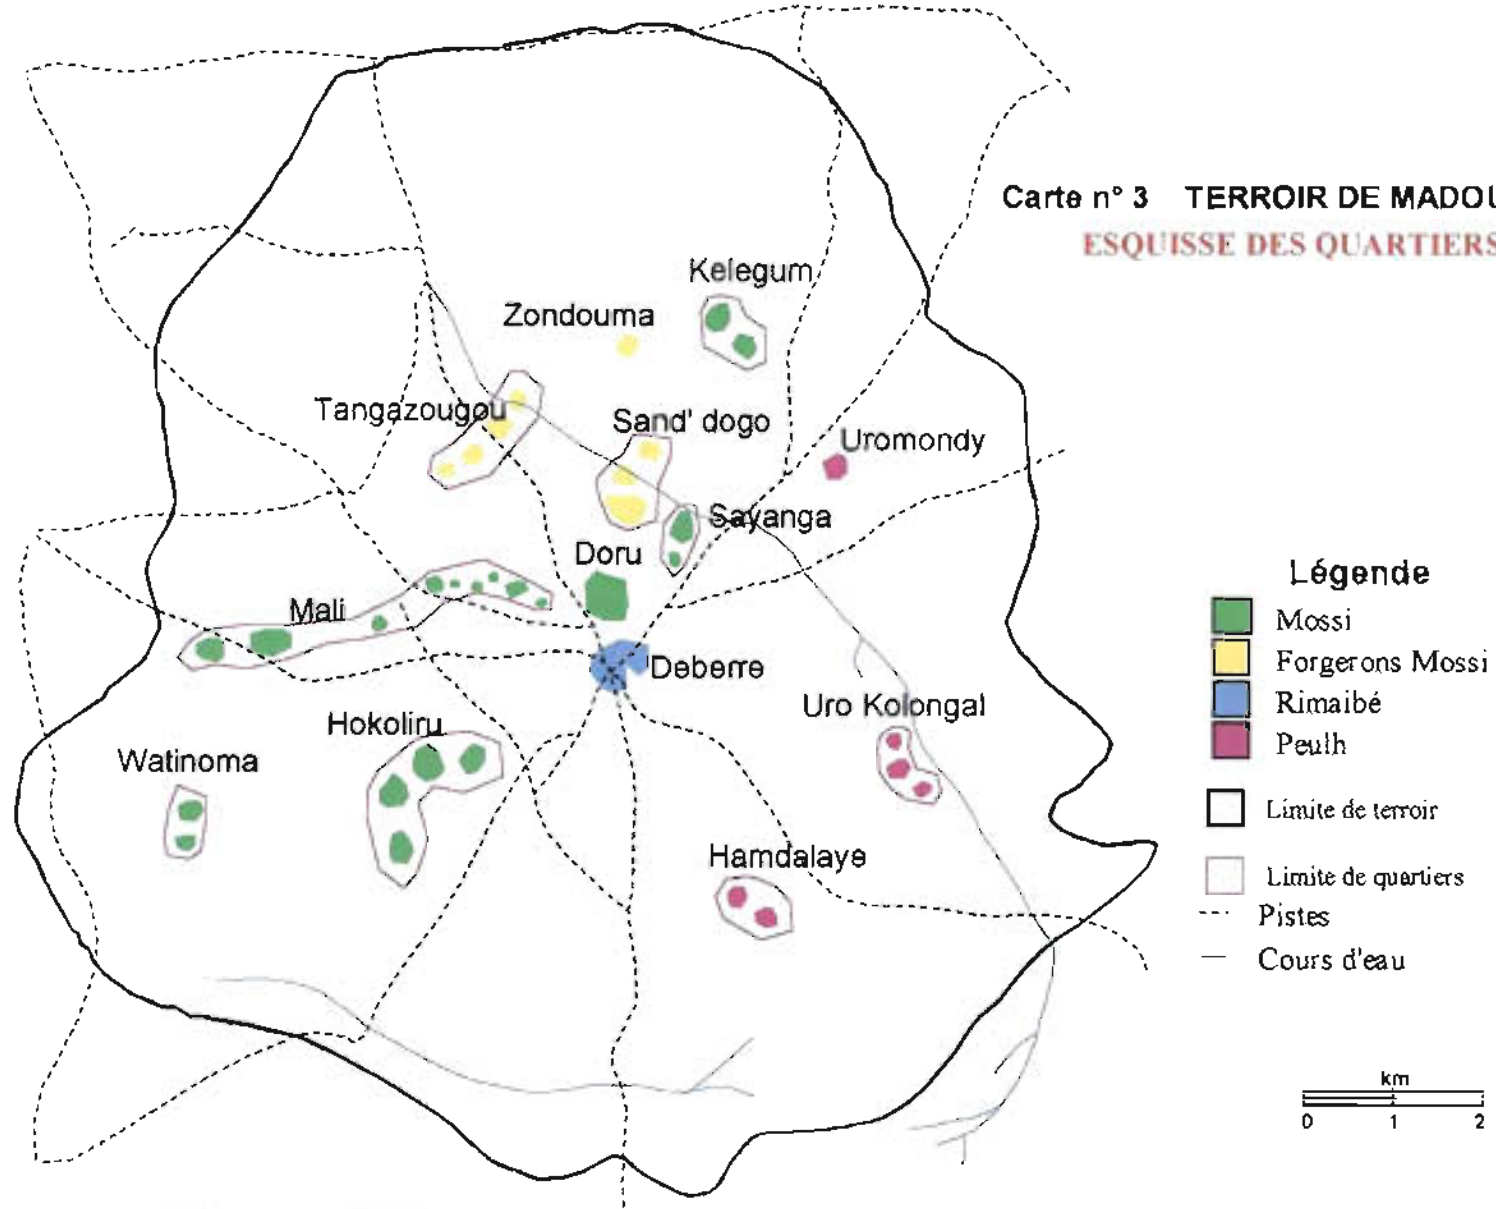 Carte n° 3 TERROIR DE MADOU
ESQUISSE DES QUARTIERS
Kelegum
Zondouma
Tangazougou
Sand' dogo
Uromondy
Sayanga
Doru
Mali
Deberre
Uro Kolongal
Hokoliru
Watinoma
Hamdalaye
Légende
Mossi
Forgerons Mossi
Rimaibé
Peulh
Limite de terroir
Limite de quartiers
Pistes
Cours d'eau
km
0 1 2